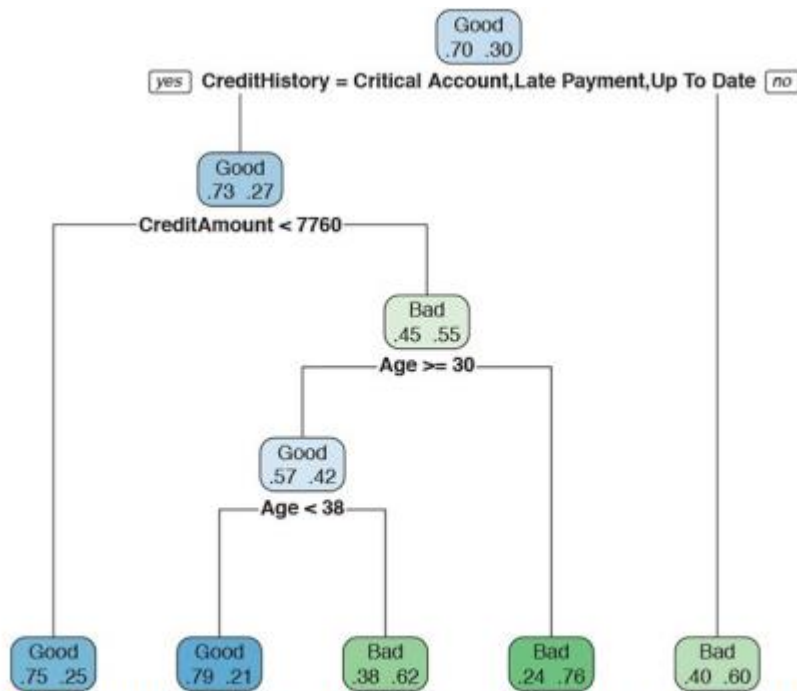 Good
.70 .30
yes CreditHistory = Critical Account,Late Payment,Up To Date no
Good
.73 .27
CreditAmount < 7760
Bad
.45 .55
Age >= 30
Good
.57 .42
Age < 38
Good Good Bad Bad Bad
.75 .25 .79 .21 .38 .62 .24 .76 .40 .60